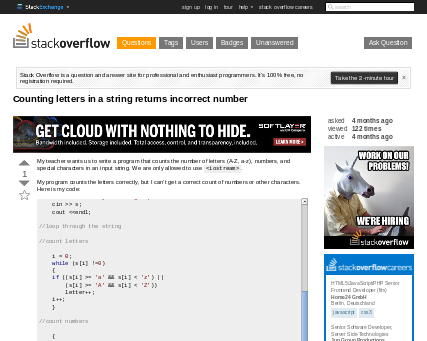 StackExchange
sign up log in tour help stack overflow careers
search
stackoverflow
Questions Tags Users Badges Unanswered Ask Question
Stack Overflow is a question and answer site for professional and enthusiast programmers. It's 100% free, no
registration required.
Take the 2-minute tour ×
Counting letters in a string returns incorrect number
GET CLOUD WITH NOTHING TO HIDE.
Bandwidth included. Storage included. Total access, control, and transparency, included.
SOFTLAYER
LEARN MORE
asked 4 months ago
viewed 122 times
active 4 months ago
1
My teacher wants us to write a program that counts the number of letters (A-Z, a-z), numbers, and
special characters in an input string. We are only allowed to use <iostream>.
My program counts the letters correctly, but I can't get a correct count of numbers or other characters.
Here is my code:
cin >> s;
cout <<endl;
//loop through the string
//count letters
i = 0;
while (s[i] !=0)
{
if ((s[i] >= 'a' && s[i] < 'z') ||
(s[i] >= 'A' && s[i] < 'Z'))
letter++;
i++;
}
//count numbers
{
WORK ON OUR
PROBLEMS!
WE'RE HIRING
stackoverflow
stackoverflowcareers
HTML5/JavaScript/PHP Senior
Frontend Developer (f/m)
Home24 GmbH
Berlin, Deutschland
javascript css3
Senior Software Developer,
Server Side Technologies
Jun Group Productions